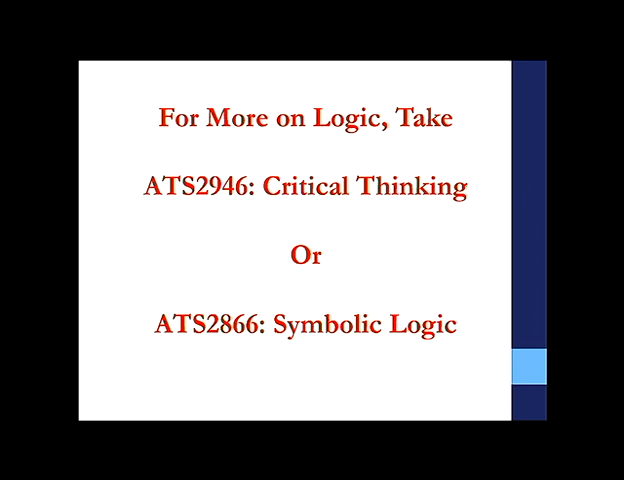 For More on Logic, Take
ATS2946: Critical Thinking
Or
ATS2866: Symbolic Logic